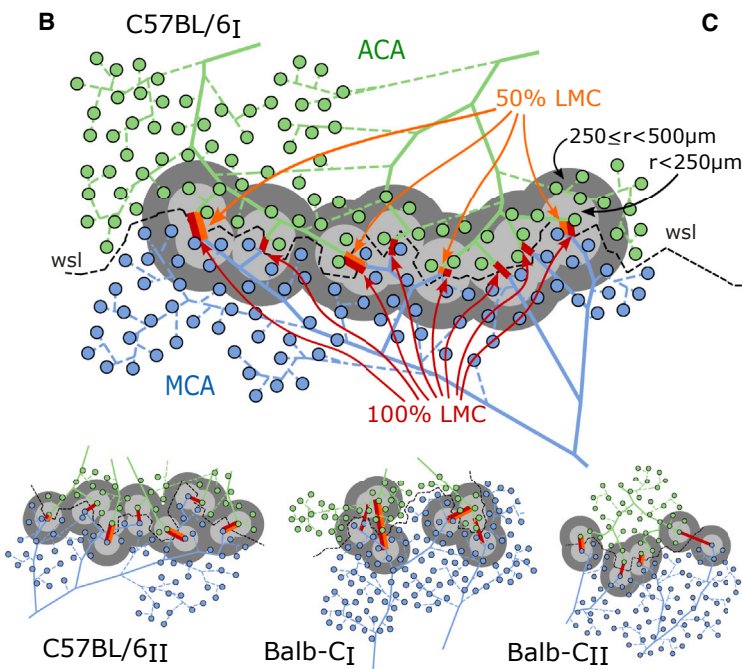 B
C
C57BL/6I
ACA
50% LMC
250≤r<500µm
r<250µm
wsl
wsl
MCA
100% LMC
C57BL/6II
Balb-CI
Balb-CII